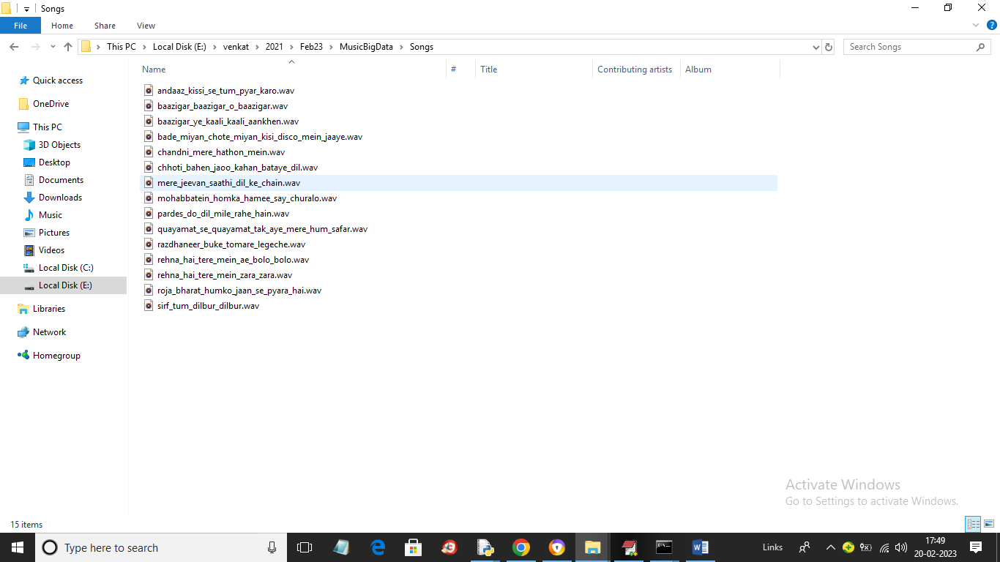 Songs
File Home Share View
This PC Local Disk (E:) venkat 2021 Feb23 MusicBigData Songs
Search Songs
Name # Title Contributing artists Album
Quick access
OneDrive
This PC
3D Objects
Desktop
Documents
Downloads
Music
Pictures
Videos
Local Disk (C:)
Local Disk (E:)
Libraries
Network
Homegroup
andaaz_kissi_se_tum_pyar_karo.wav
baazigar_baazigar_o_baazigar.wav
baazigar_ye_kaali_kaali_aankhen.wav
bade_miyan_chote_miyan_kisi_disco_mein_jaaye.wav
chandni_mere_hathon_mein.wav
chhoti_bahen_jaoo_kahan_bataye_dil.wav
mere_jeevan_saathi_dil_ke_chain.wav
mohabbatein_homka_hamee_say_churalo.wav
pardes_do_dil_mile_rahe_hain.wav
quayamat_se_quayamat_tak_aye_mere_hum_safar.wav
razdhaneer_buke_tomare_legeche.wav
rehna_hai_tere_mein_ae_bolo_bolo.wav
rehna_hai_tere_mein_zara_zara.wav
roja_bharat_humko_jaan_se_pyara_hai.wav
sirf_tum_dilbur_dilbur.wav
Activate Windows
Go to Settings to activate Windows.
15 items
Type here to search
Links
17:49
20-02-2023